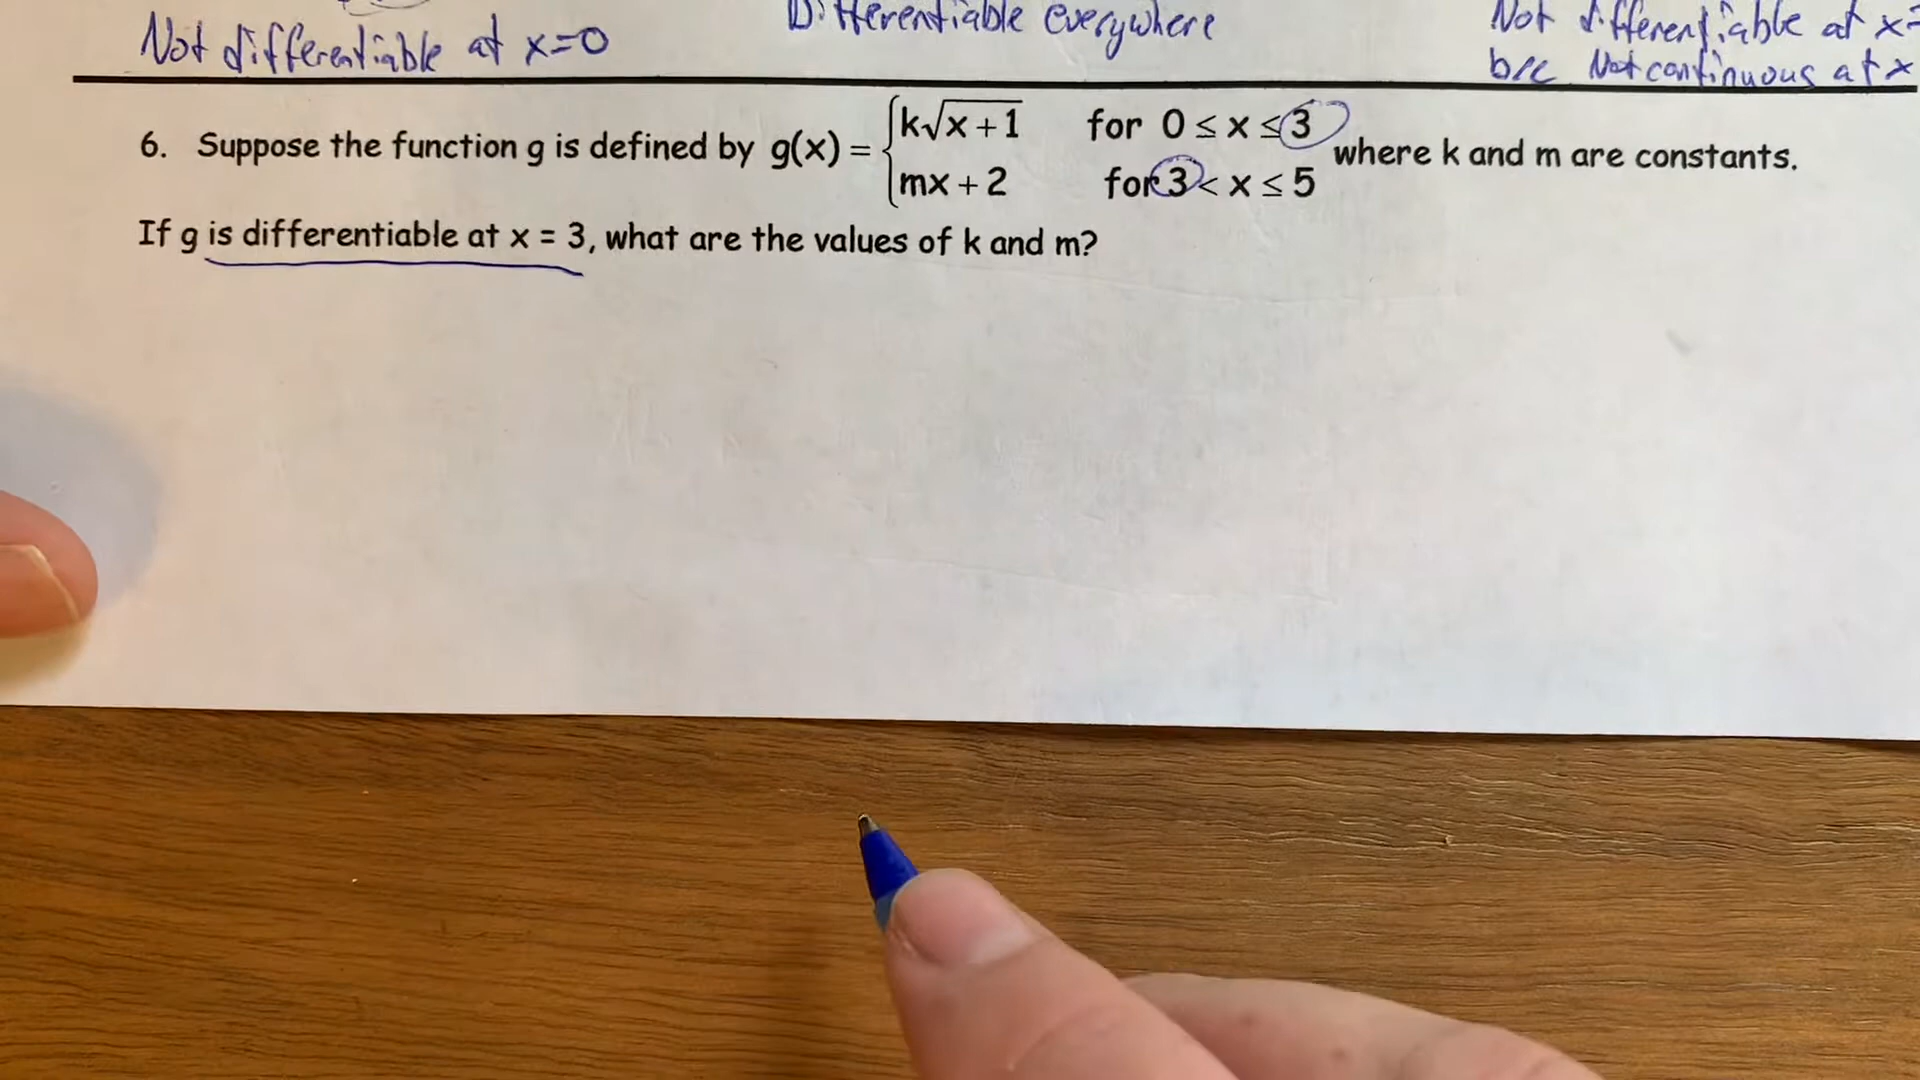 Not differentiable at x=0
Differentiable everywhere
Not differentiable at x=
b/c Not continuous at x
6. Suppose the function g is defined by g(x) = { k√x+1 for 0 ≤ x ≤ 3
mx + 2 for 3 < x ≤ 5
where k and m are constants.
If g is differentiable at x = 3, what are the values of k and m?